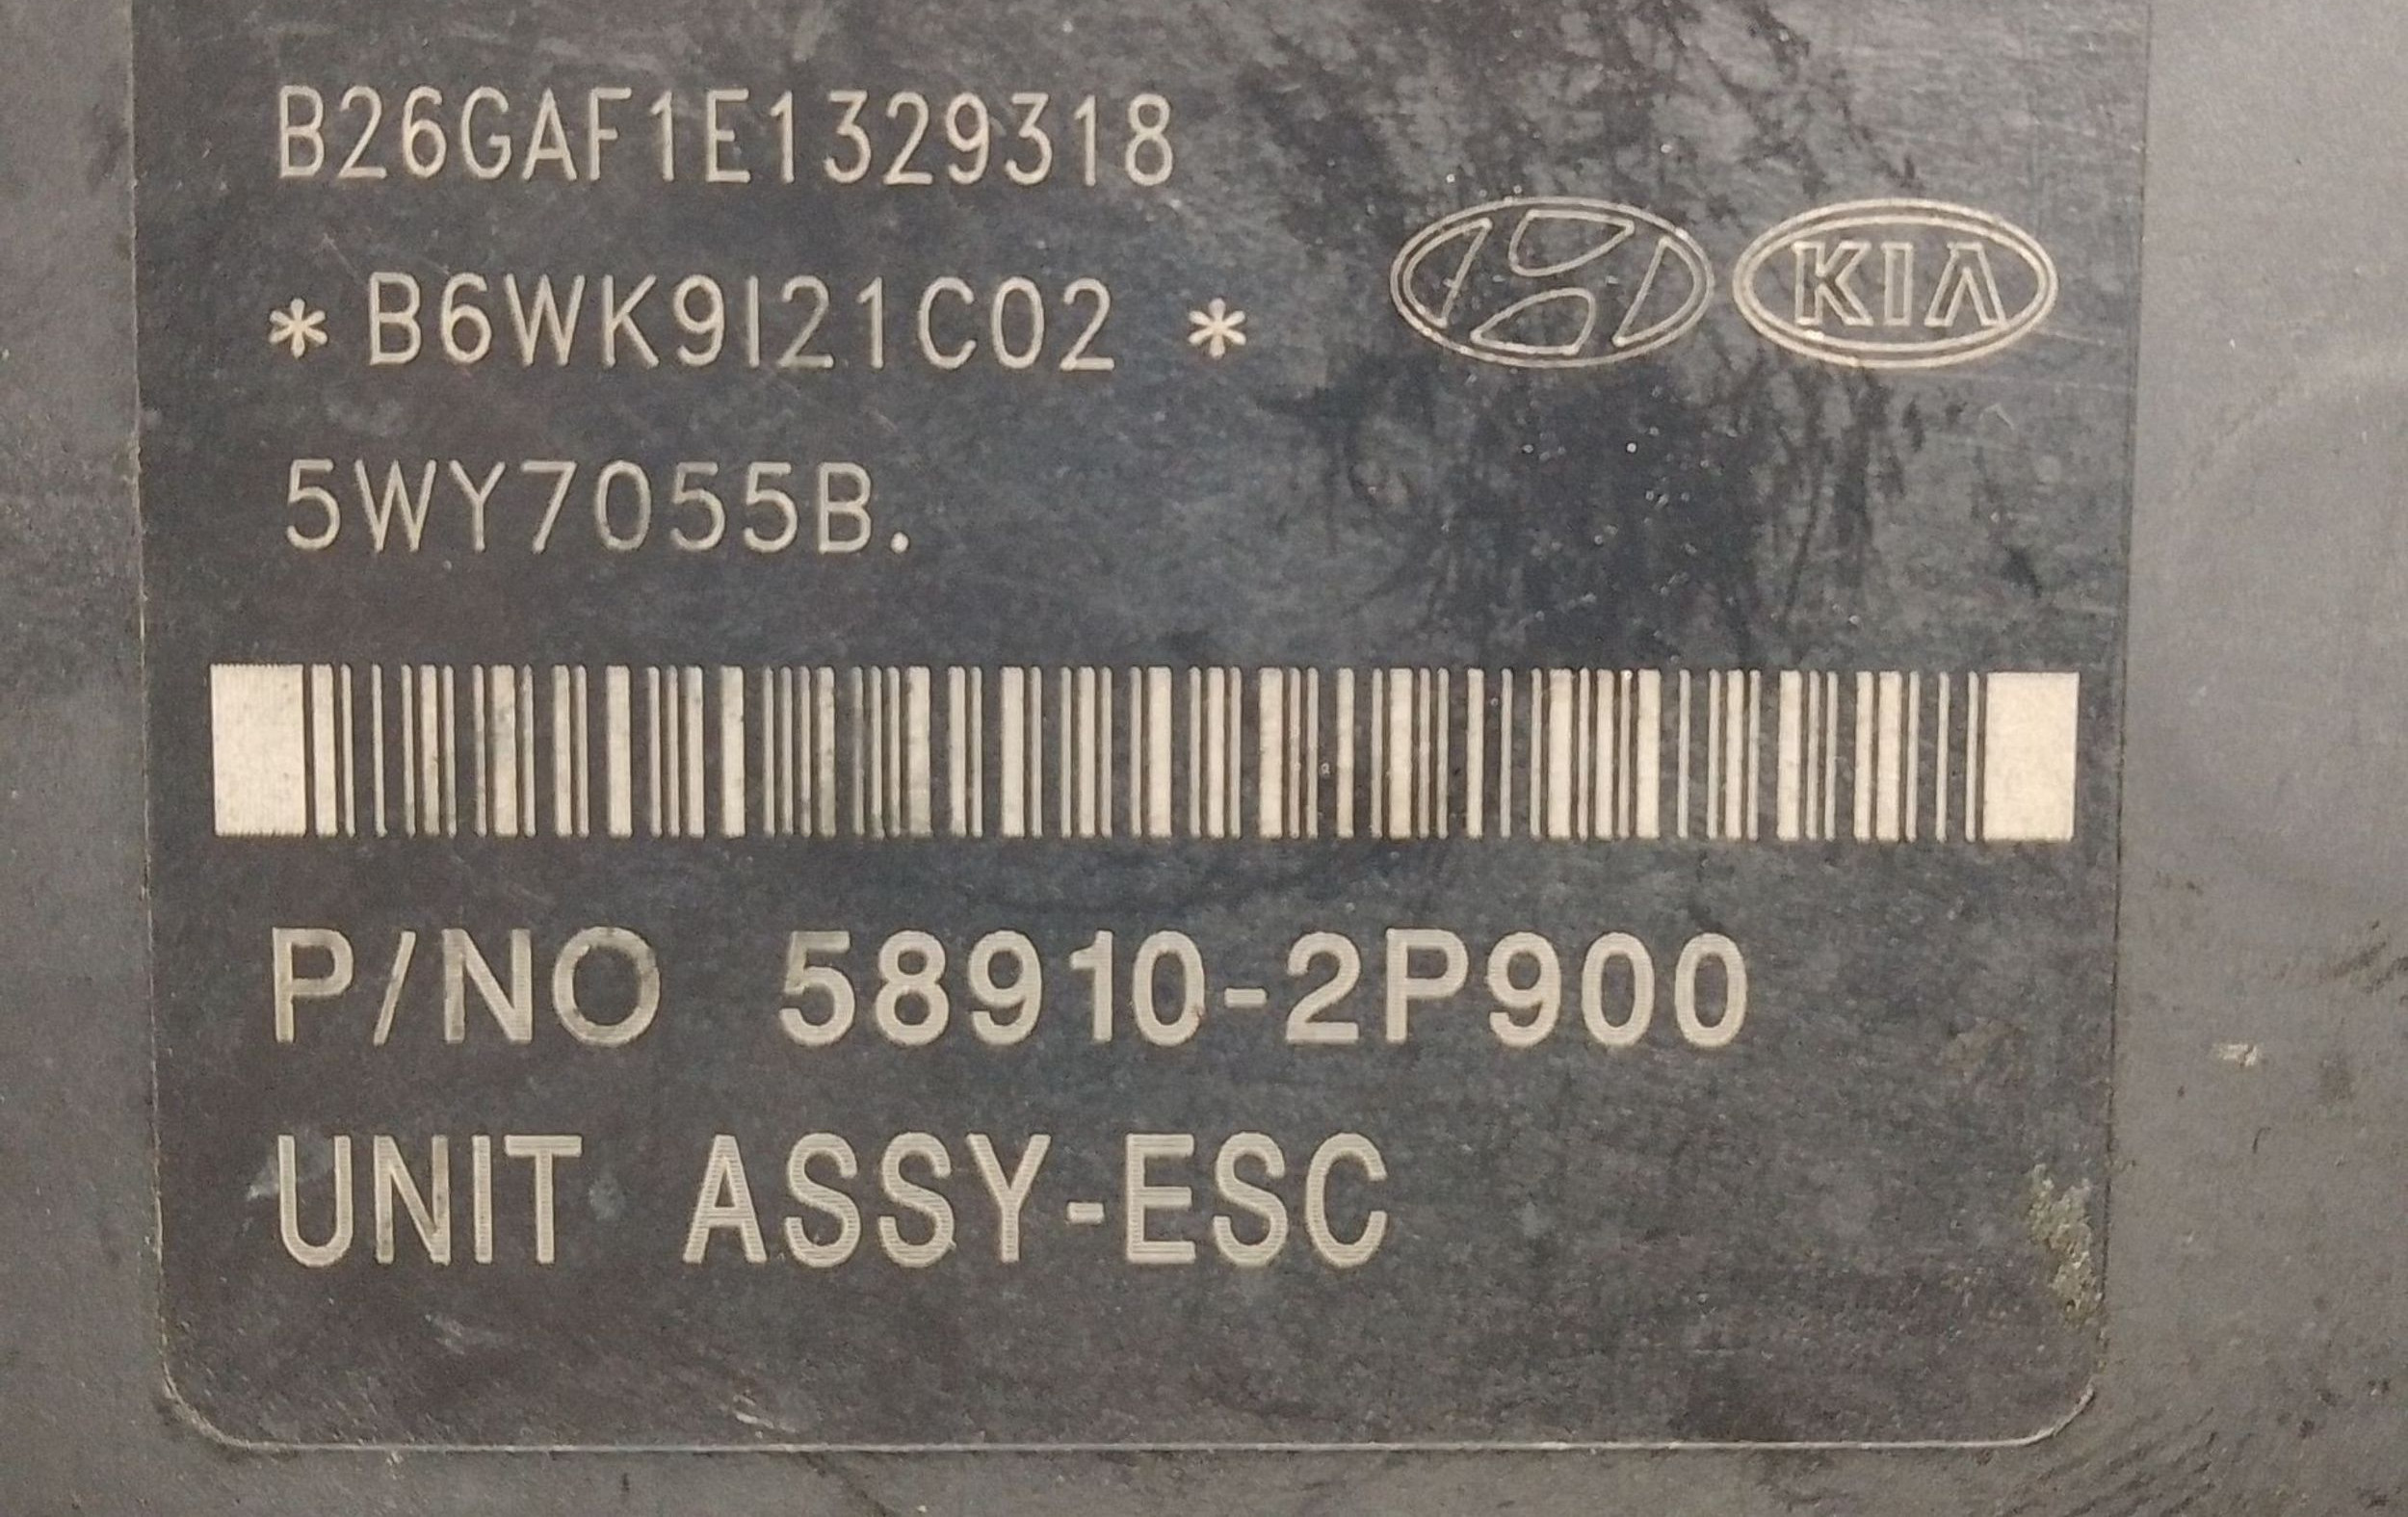 B26GAF1E1329318
*B6WK9I21C02 *
KIA
5WY7055B.
P/NO 58910-2P900
UNIT ASSY-ESC